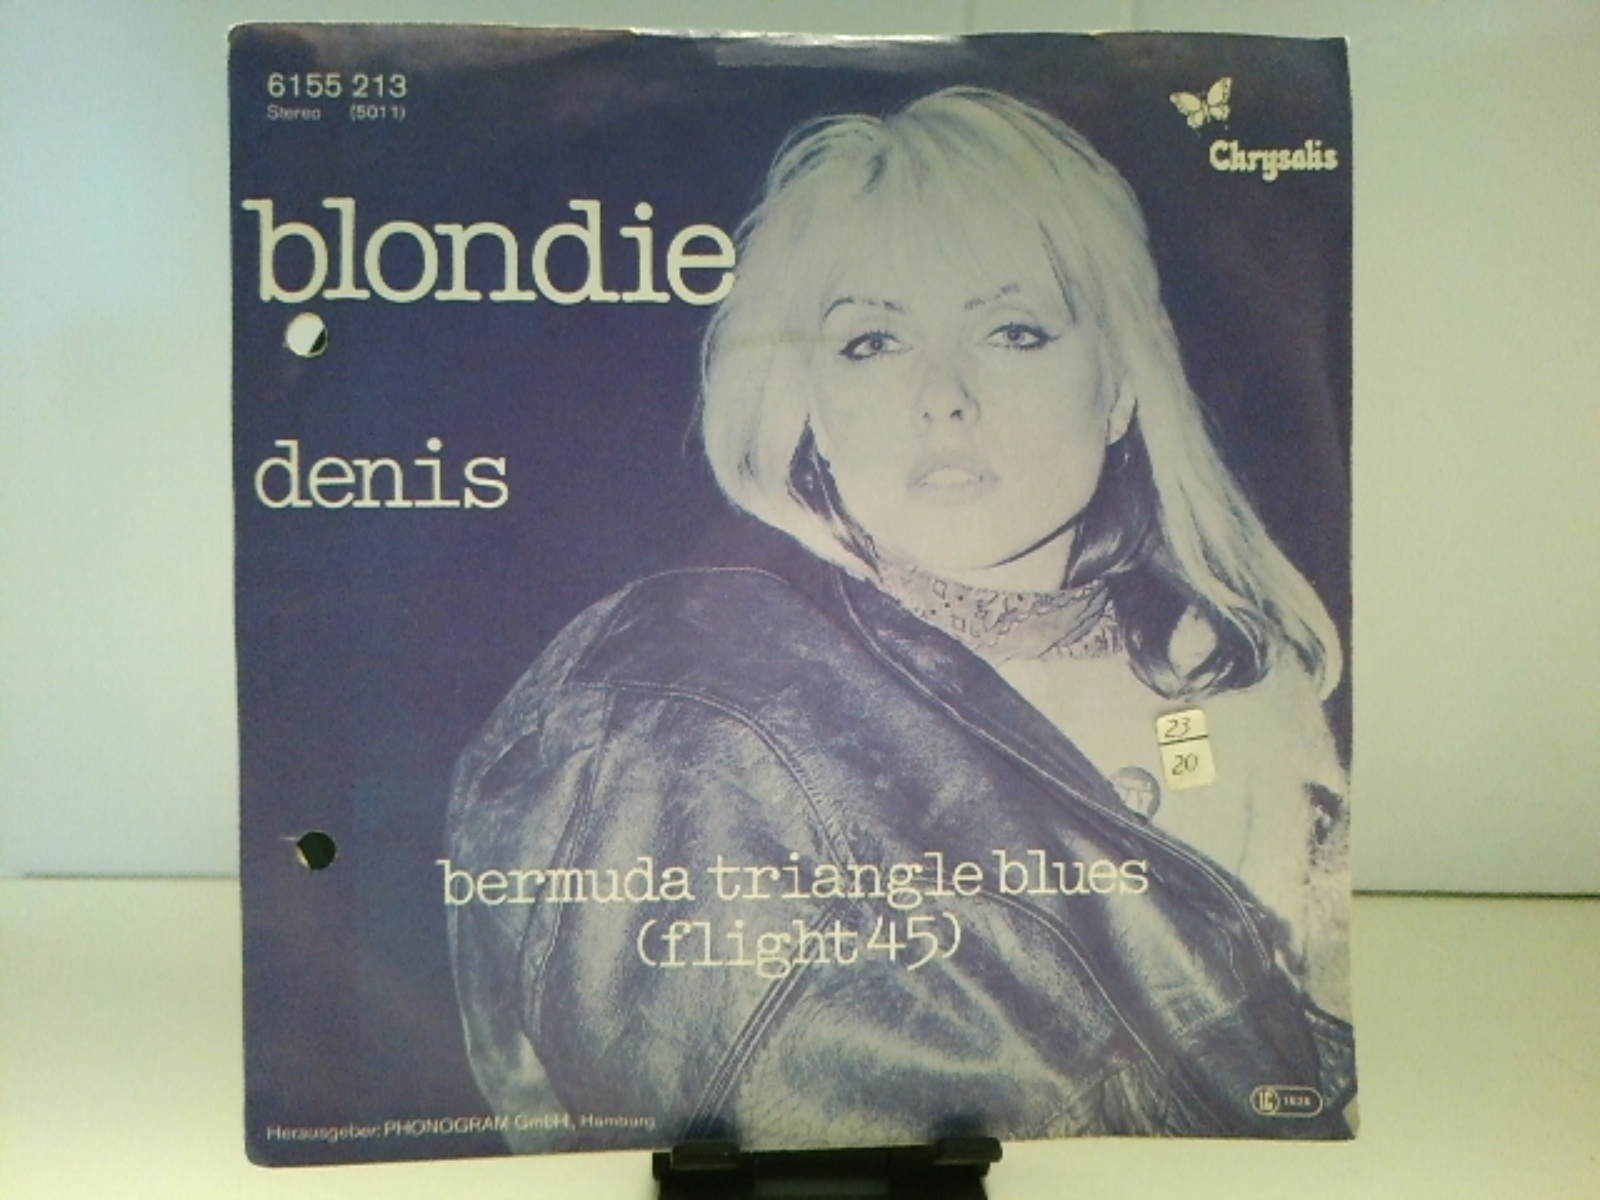 6155 213
Stereo (5011)
Chrysalis
blondie
denis
23
20
bermuda triangle blues
(flight 45)
Herausgeber: PHONOGRAM GmbH, Hamburg
LC 1626